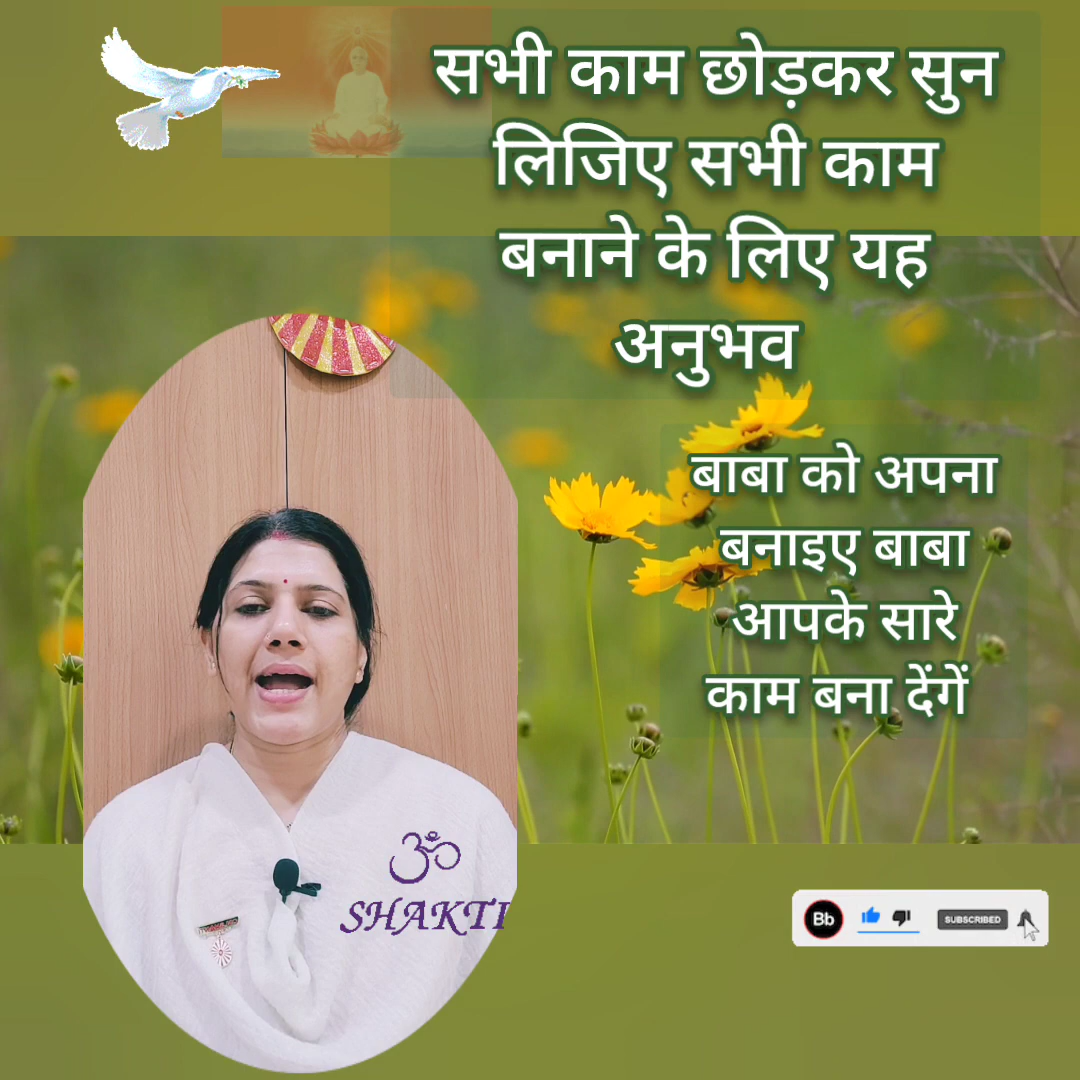 सभी काम छोड़कर सुन
लिजिए सभी काम
बनाने के लिए यह
अनुभव
बाबा को अपना
बनाइए बाबा
आपके सारे
काम बना देंगें
ॐ
SHAKTI
Bb
SUBSCRIBED